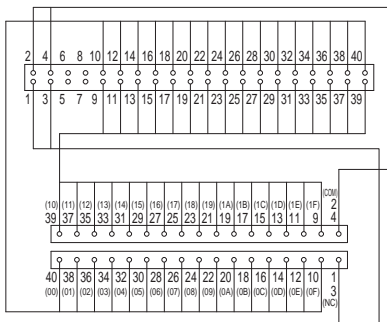 2 4 6 8 10 12 14 16 18 20 22 24 26 28 30 32 34 36 38 40
1 3 5 7 9 11 13 15 17 19 21 23 25 27 29 31 33 35 37 39
(10) (11) (12) (13) (14) (15) (16) (17) (18) (19) (1A) (1B) (1C) (1D) (1E) (1F) (COM)
39 37 35 33 31 29 27 25 23 21 19 17 15 13 11 9 2
4
40 38 36 34 32 30 28 26 24 22 20 18 16 14 12 10 1
(00) (01) (02) (03) (04) (05) (06) (07) (08) (09) (0A) (0B) (0C) (0D) (0E) (0F) 3
(NC)